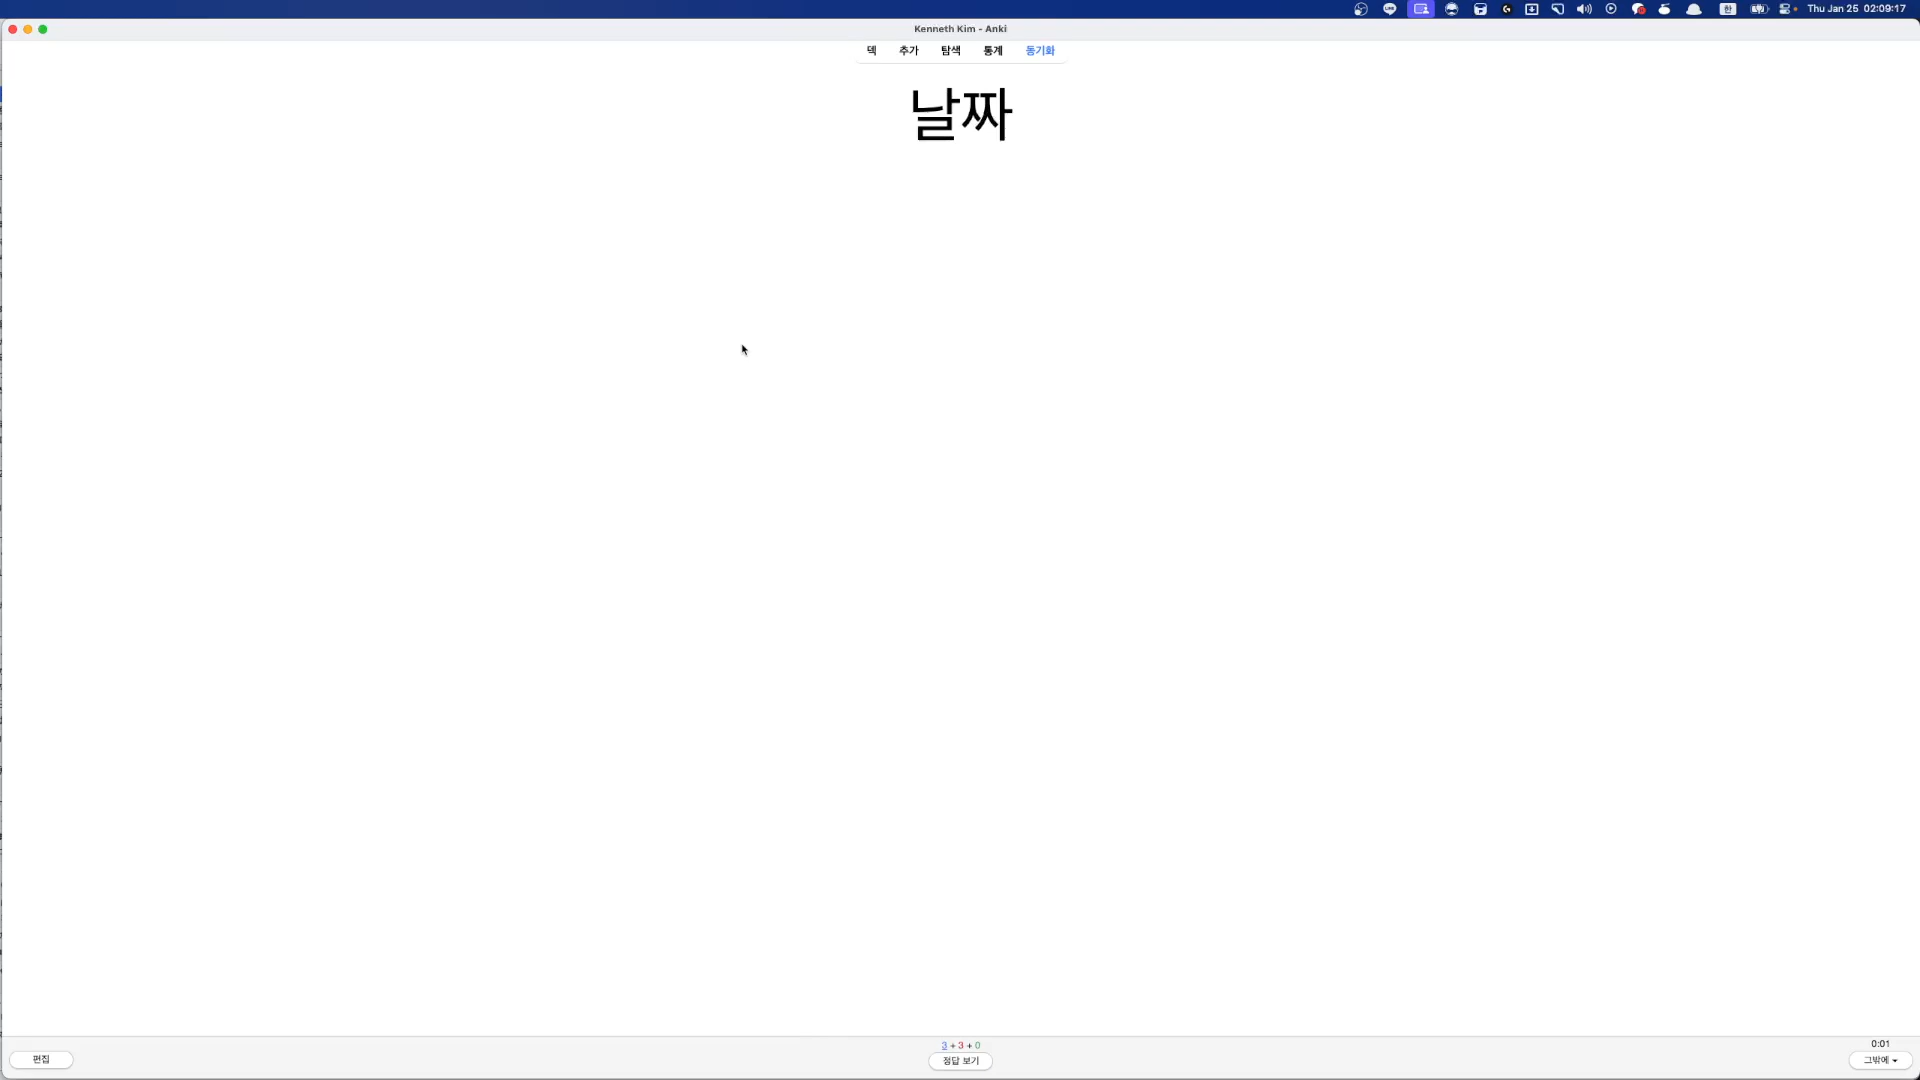 Thu Jan 25 02:09:17
Kenneth Kim - Anki
덱 추가 탐색 통계 동기화
날짜
3 + 3 + 0
0:01
편집
정답 보기
그밖에